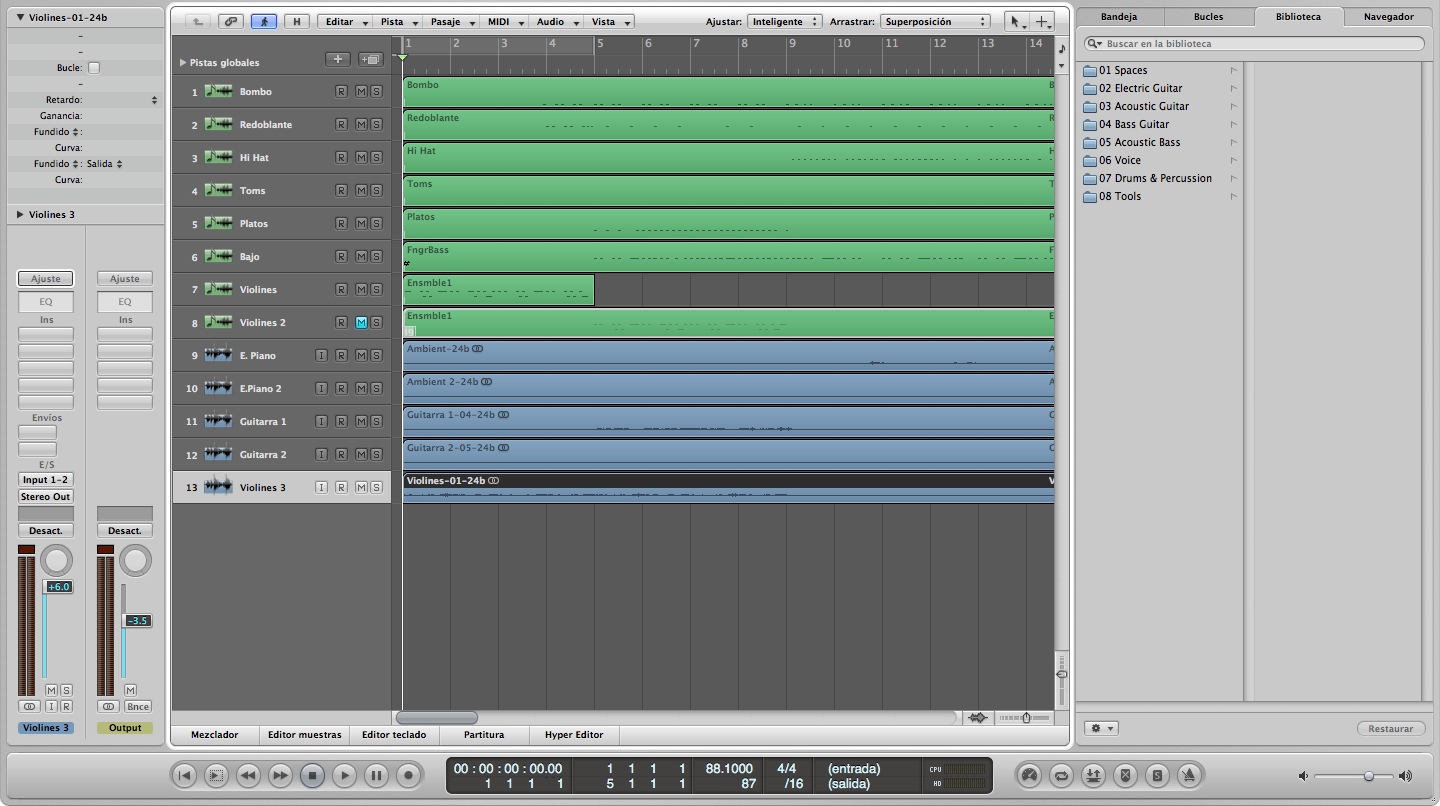 Violines-01-24b
Bucle:
Retardo:
Ganancia:
Fundido :
Curva:
Fundido : Salida
Curva:
Violines 3
Ajuste Ajuste
EQ EQ
Ins Ins
Envíos
E/S
Input 1-2
Stereo Out
Desact. Desact.
+6.0
-3.5
M S M
I R Bnce
Violines 3 Output
H Editar Pista Pasaje MIDI Audio Vista Ajustar: Inteligente Arrastrar: Superposición
Pistas globales
1 2 3 4 5 6 7 8 9 10 11 12 13 14
1 Bombo R M S Bombo B
2 Redoblante R M S Redoblante R
3 Hi Hat R M S Hi Hat H
4 Toms R M S Toms T
5 Platos R M S Platos P
6 Bajo R M S FngrBass F
7 Violines R M S Ensmble1
8 Violines 2 R M S Ensmble1 E
9 E. Piano I R M S Ambient-24b A
10 E.Piano 2 I R M S Ambient 2-24b A
11 Guitarra 1 I R M S Guitarra 1-04-24b G
12 Guitarra 2 I R M S Guitarra 2-05-24b G
13 Violines 3 I R M S Violines-01-24b V
Mezclador Editor muestras Editor teclado Partitura Hyper Editor
Bandeja Bucles Biblioteca Navegador
Buscar en la biblioteca
01 Spaces
02 Electric Guitar
03 Acoustic Guitar
04 Bass Guitar
05 Acoustic Bass
06 Voice
07 Drums & Percussion
08 Tools
Restaurar
00 : 00 : 00 : 00.00 1 1 1 1 88.1000 4/4 (entrada) CPU
1 1 1 1 5 1 1 1 87 /16 (salida) HD
S